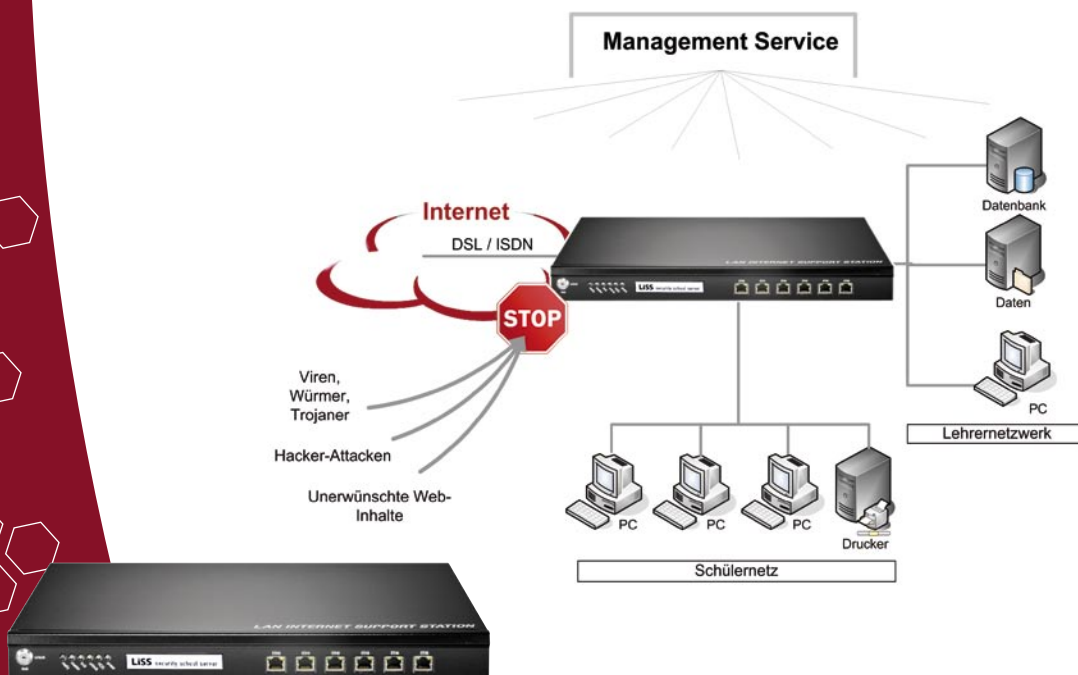 Management Service
Datenbank
Internet
DSL / ISDN
LAN INTERNET SUPPORT STATION
LiSS security school server
Daten
STOP
Viren,
Würmer,
Trojaner
PC
Lehrernetzwerk
Hacker-Attacken
Unerwünschte Web-
Inhalte
PC
PC
PC
Drucker
Schülernetz
LAN INTERNET SUPPORT STATION
LiSS security school server